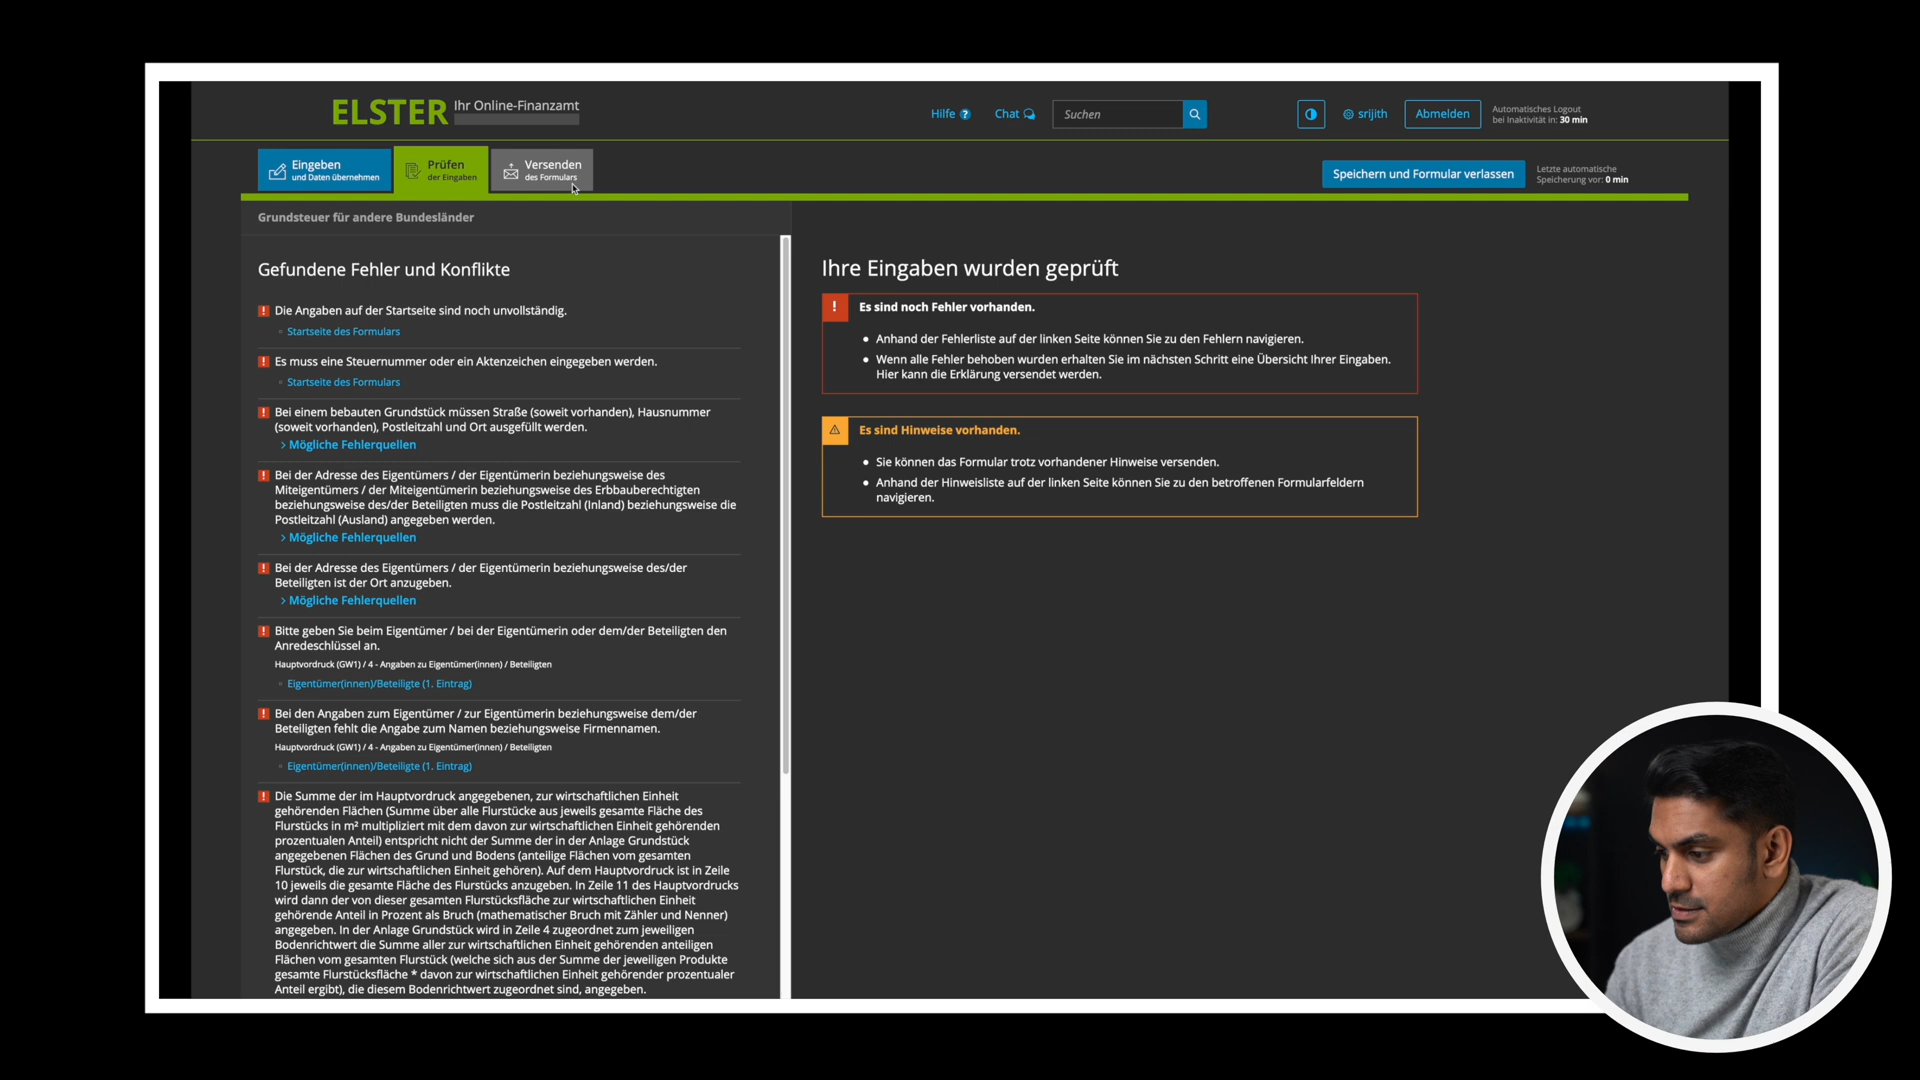 ELSTER Ihr Online-Finanzamt
Hilfe ?
Chat
Suchen
srijith
Abmelden
Automatisches Logout
bei Inaktivität in: 30 min
Eingeben
und Daten übernehmen
Prüfen
der Eingaben
Versenden
des Formulars
Speichern und Formular verlassen
Letzte automatische
Speicherung vor: 0 min
Grundsteuer für andere Bundesländer
Gefundene Fehler und Konflikte
! Die Angaben auf der Startseite sind noch unvollständig.
Startseite des Formulars
! Es muss eine Steuernummer oder ein Aktenzeichen eingegeben werden.
Startseite des Formulars
! Bei einem bebauten Grundstück müssen Straße (soweit vorhanden), Hausnummer
(soweit vorhanden), Postleitzahl und Ort ausgefüllt werden.
> Mögliche Fehlerquellen
! Bei der Adresse des Eigentümers / der Eigentümerin beziehungsweise des
Miteigentümers / der Miteigentümerin beziehungsweise des Erbbauberechtigten
beziehungsweise des/der Beteiligten muss die Postleitzahl (Inland) beziehungsweise die
Postleitzahl (Ausland) angegeben werden.
> Mögliche Fehlerquellen
! Bei der Adresse des Eigentümers / der Eigentümerin beziehungsweise des/der
Beteiligten ist der Ort anzugeben.
> Mögliche Fehlerquellen
! Bitte geben Sie beim Eigentümer / bei der Eigentümerin oder dem/der Beteiligten den
Anredeschlüssel an.
Hauptvordruck (GW1) / 4 - Angaben zu Eigentümer(innen) / Beteiligten
Eigentümer(innen)/Beteiligte (1. Eintrag)
! Bei den Angaben zum Eigentümer / zur Eigentümerin beziehungsweise dem/der
Beteiligten fehlt die Angabe zum Namen beziehungsweise Firmennamen.
Hauptvordruck (GW1) / 4 - Angaben zu Eigentümer(innen) / Beteiligten
Eigentümer(innen)/Beteiligte (1. Eintrag)
! Die Summe der im Hauptvordruck angegebenen, zur wirtschaftlichen Einheit
gehörenden Flächen (Summe über alle Flurstücke aus jeweils gesamte Fläche des
Flurstücks in m² multipliziert mit dem davon zur wirtschaftlichen Einheit gehörenden
prozentualen Anteil) entspricht nicht der Summe der in der Anlage Grundstück
angegebenen Flächen des Grund und Bodens (anteilige Flächen vom gesamten
Flurstück, die zur wirtschaftlichen Einheit gehören). Auf dem Hauptvordruck ist in Zeile
10 jeweils die gesamte Fläche des Flurstücks anzugeben. In Zeile 11 des Hauptvordrucks
wird dann der von dieser gesamten Flurstücksfläche zur wirtschaftlichen Einheit
gehörende Anteil in Prozent als Bruch (mathematischer Bruch mit Zähler und Nenner)
angegeben. In der Anlage Grundstück wird in Zeile 4 zugeordnet zum jeweiligen
Bodenrichtwert die Summe aller zur wirtschaftlichen Einheit gehörenden anteiligen
Flächen vom gesamten Flurstück (welche sich aus der Summe der jeweiligen Produkte
gesamte Flurstücksfläche * davon zur wirtschaftlichen Einheit gehörender prozentualer
Anteil ergibt), die diesem Bodenrichtwert zugeordnet sind, angegeben.
Ihre Eingaben wurden geprüft
! Es sind noch Fehler vorhanden.
• Anhand der Fehlerliste auf der linken Seite können Sie zu den Fehlern navigieren.
• Wenn alle Fehler behoben wurden erhalten Sie im nächsten Schritt eine Übersicht Ihrer Eingaben.
Hier kann die Erklärung versendet werden.
Es sind Hinweise vorhanden.
• Sie können das Formular trotz vorhandener Hinweise versenden.
• Anhand der Hinweisliste auf der linken Seite können Sie zu den betroffenen Formularfeldern
navigieren.